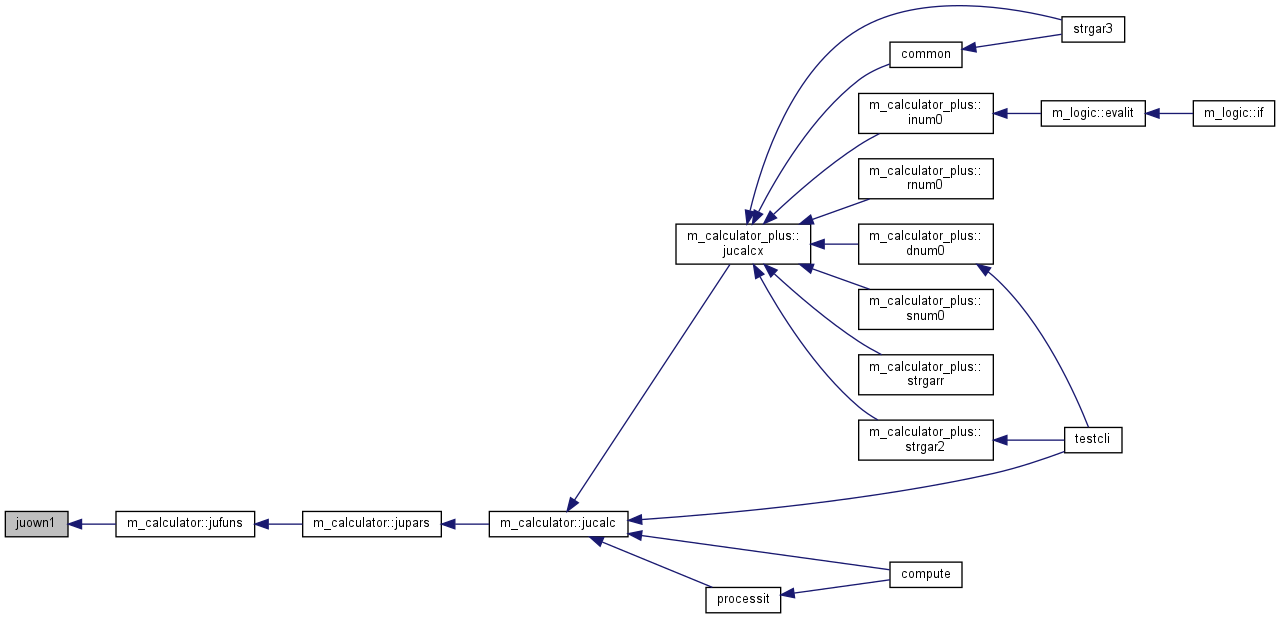 strgar3
common
m_calculator_plus::
inum0
m_logic::evalit
m_logic::if
m_calculator_plus::
rnum0
m_calculator_plus::
jucalcx
m_calculator_plus::
dnum0
m_calculator_plus::
snum0
m_calculator_plus::
strgarr
m_calculator_plus::
strgar2
testcli
juown1
m_calculator::jufuns
m_calculator::jupars
m_calculator::jucalc
compute
processit